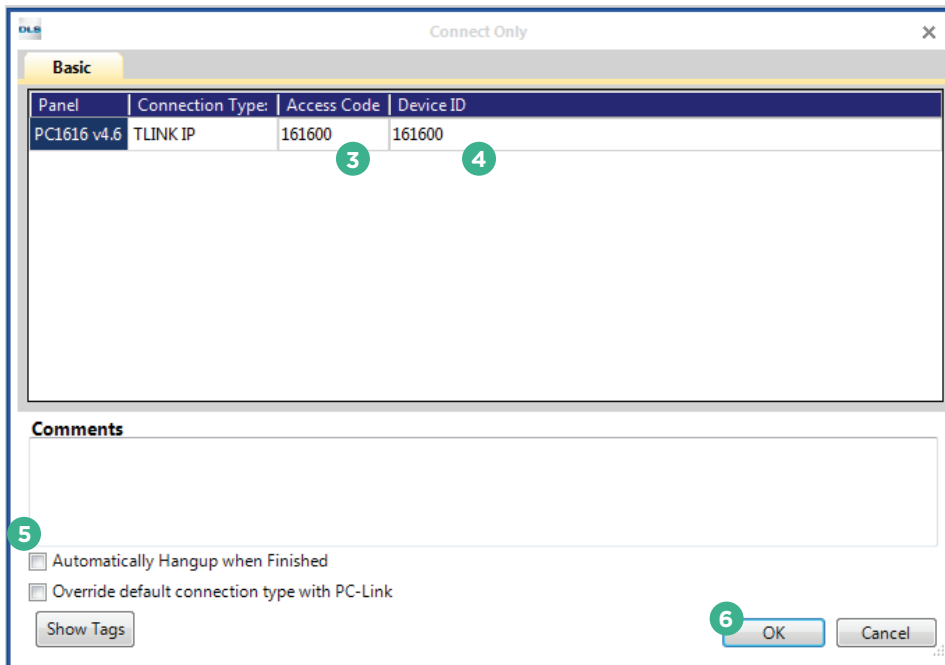 DLS Connect Only
Basic
Panel Connection Type: Access Code Device ID
PC1616 v4.6 TLINK IP 161600 161600
3 4
Comments
5
Automatically Hangup when Finished
Override default connection type with PC-Link
6
Show Tags OK Cancel